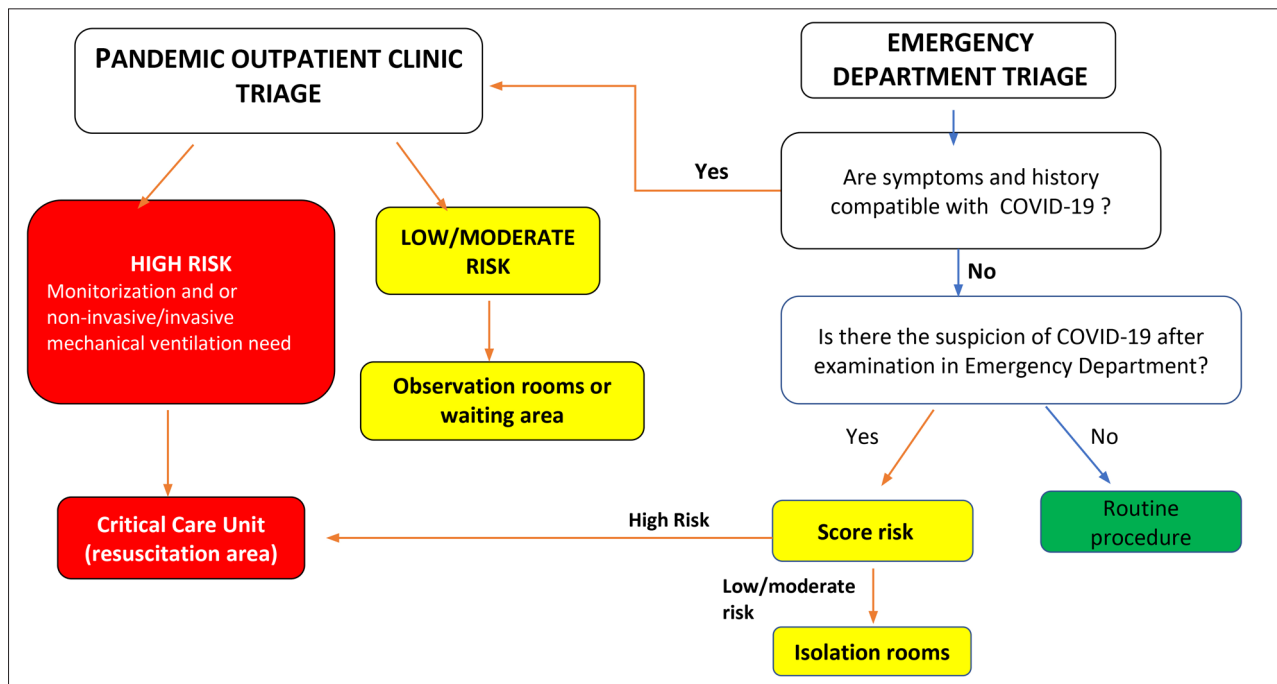 PANDEMIC OUTPATIENT CLINIC
TRIAGE
EMERGENCY
DEPARTMENT TRIAGE
Yes
Are symptoms and history
compatible with COVID-19 ?
HIGH RISK
Monitorization and or
non-invasive/invasive
mechanical ventilation need
LOW/MODERATE
RISK
No
Is there the suspicion of COVID-19 after
examination in Emergency Department?
Observation rooms or
waiting area
Yes
No
Critical Care Unit
(resuscitation area)
High Risk
Score risk
Routine
procedure
Low/moderate
risk
Isolation rooms